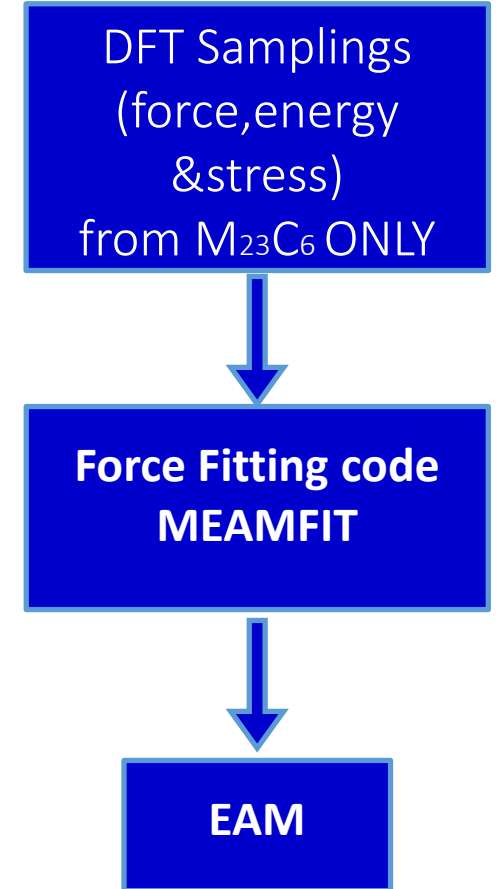 DFT Samplings
(force,energy
&stress)
from M₂₃C₆ ONLY
Force Fitting code
MEAMFIT
EAM